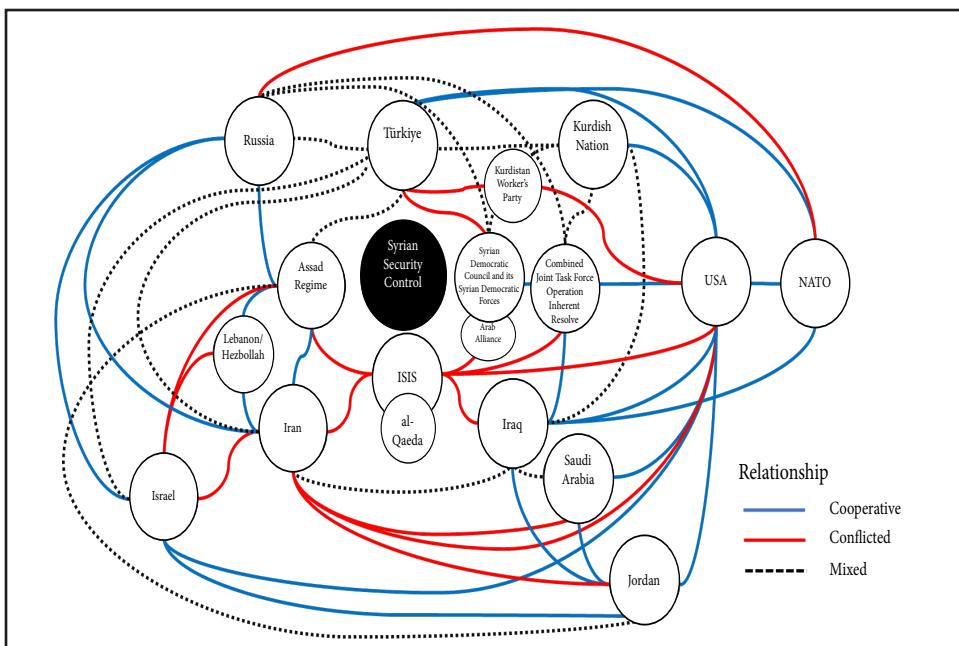 Russia
Türkiye
Kurdish
Nation
Kurdistan
Worker's
Party
Syrian
Security
Control
Assad
Regime
Syrian
Democratic
Council and its
Syrian Democratic
Forces
Combined
Joint Task Force
Operation
Inherent
Resolve
USA
NATO
Arab
Alliance
Lebanon/
Hezbollah
ISIS
al-
Qaeda
Iran
Iraq
Saudi
Arabia
Israel
Jordan
Relationship
Cooperative
Conflicted
Mixed